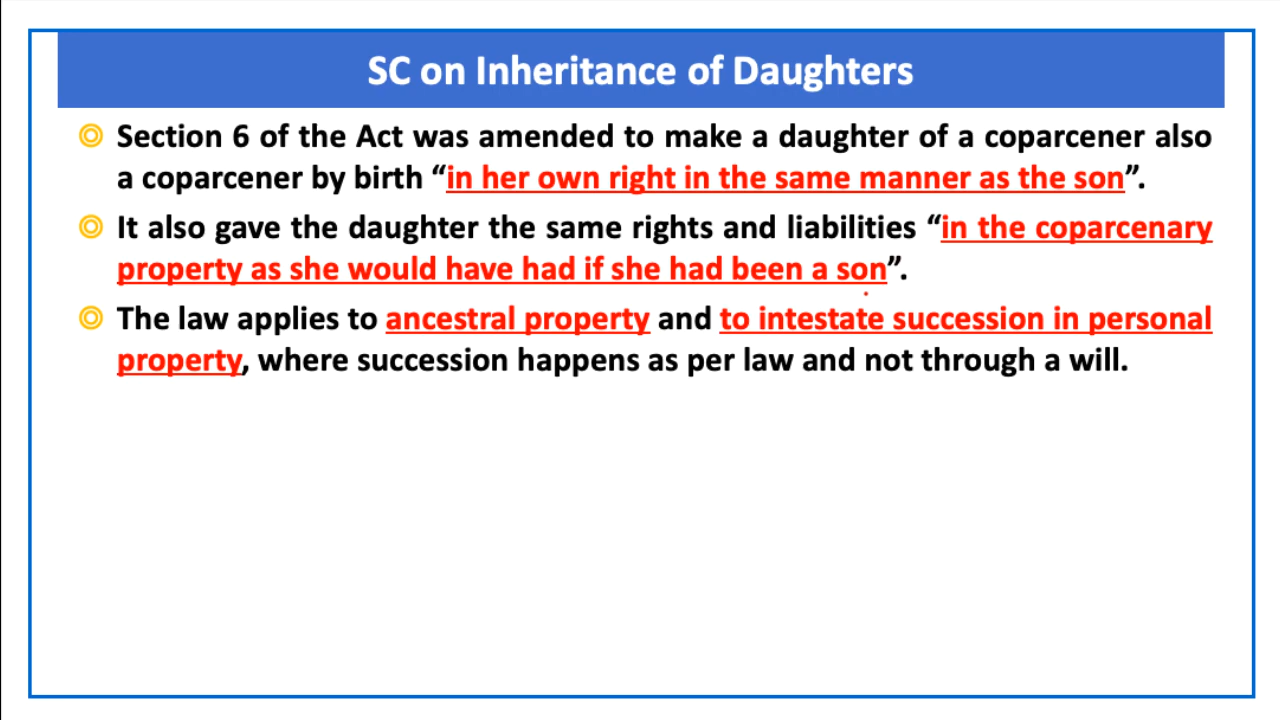 SC on Inheritance of Daughters
Section 6 of the Act was amended to make a daughter of a coparcener also
a coparcener by birth “in her own right in the same manner as the son”.
It also gave the daughter the same rights and liabilities “in the coparcenary
property as she would have had if she had been a son”.
The law applies to ancestral property and to intestate succession in personal
property, where succession happens as per law and not through a will.